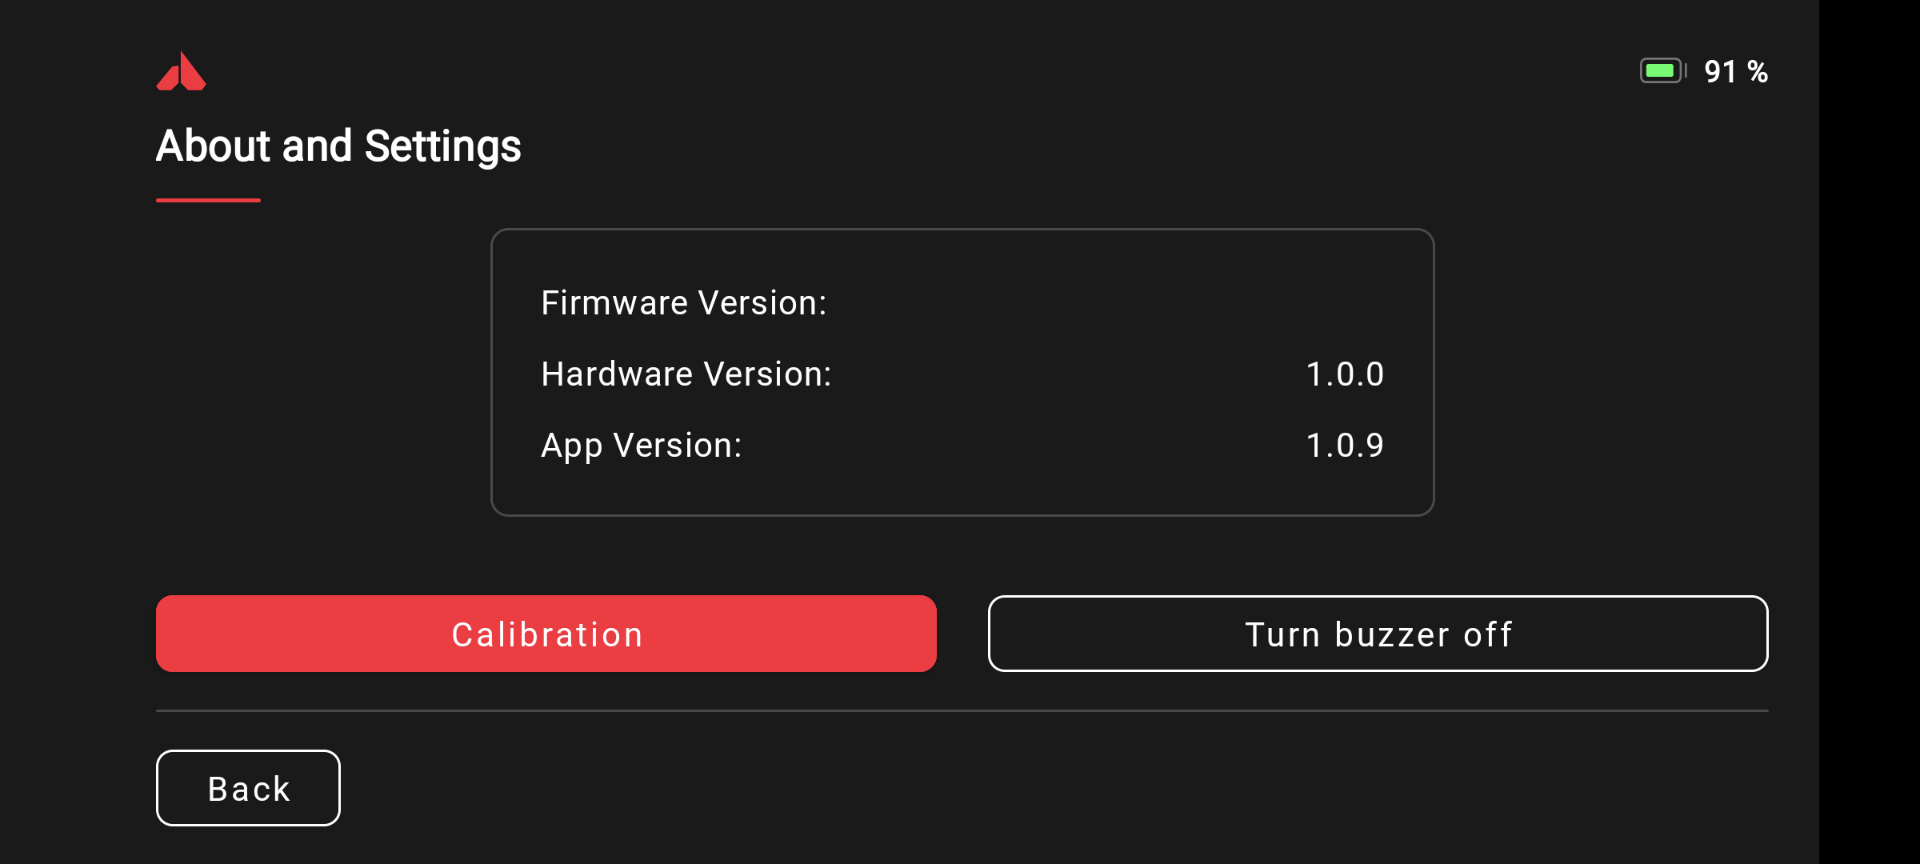 91 %
About and Settings
Firmware Version:
Hardware Version: 1.0.0
App Version: 1.0.9
Calibration
Turn buzzer off
Back